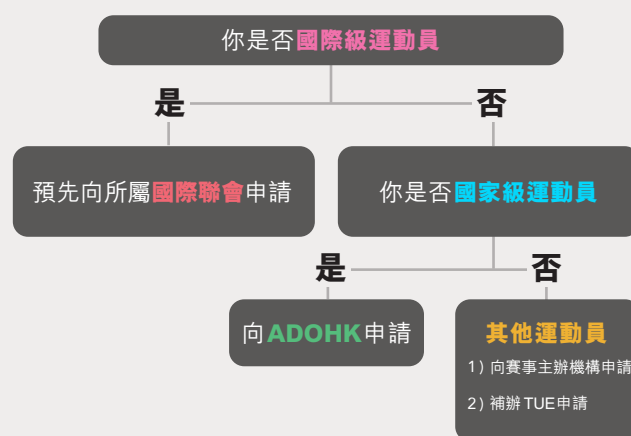 你是否國際級運動員
是
否
預先向所屬國際聯會申請
你是否國家級運動員
是
否
向ADOHK申請
其他運動員
1) 向賽事主辦機構申請
2) 補辦TUE申請